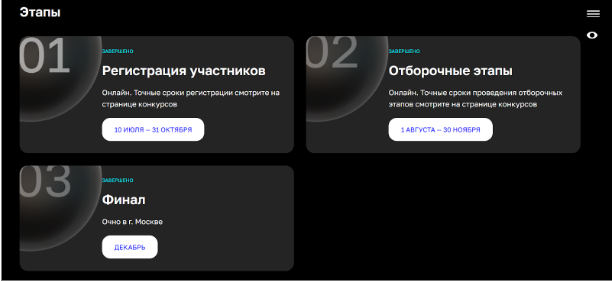 Этапы
01
ЗАВЕРШЕНО
Регистрация участников
Онлайн. Точные сроки регистрации смотрите на
странице конкурсов
10 ИЮЛЯ – 31 ОКТЯБРЯ
02
ЗАВЕРШЕНО
Отборочные этапы
Онлайн. Точные сроки проведения отборочных
этапов смотрите на странице конкурсов
1 АВГУСТА – 30 НОЯБРЯ
03
ЗАВЕРШЕНО
Финал
Очно в г. Москве
ДЕКАБРЬ